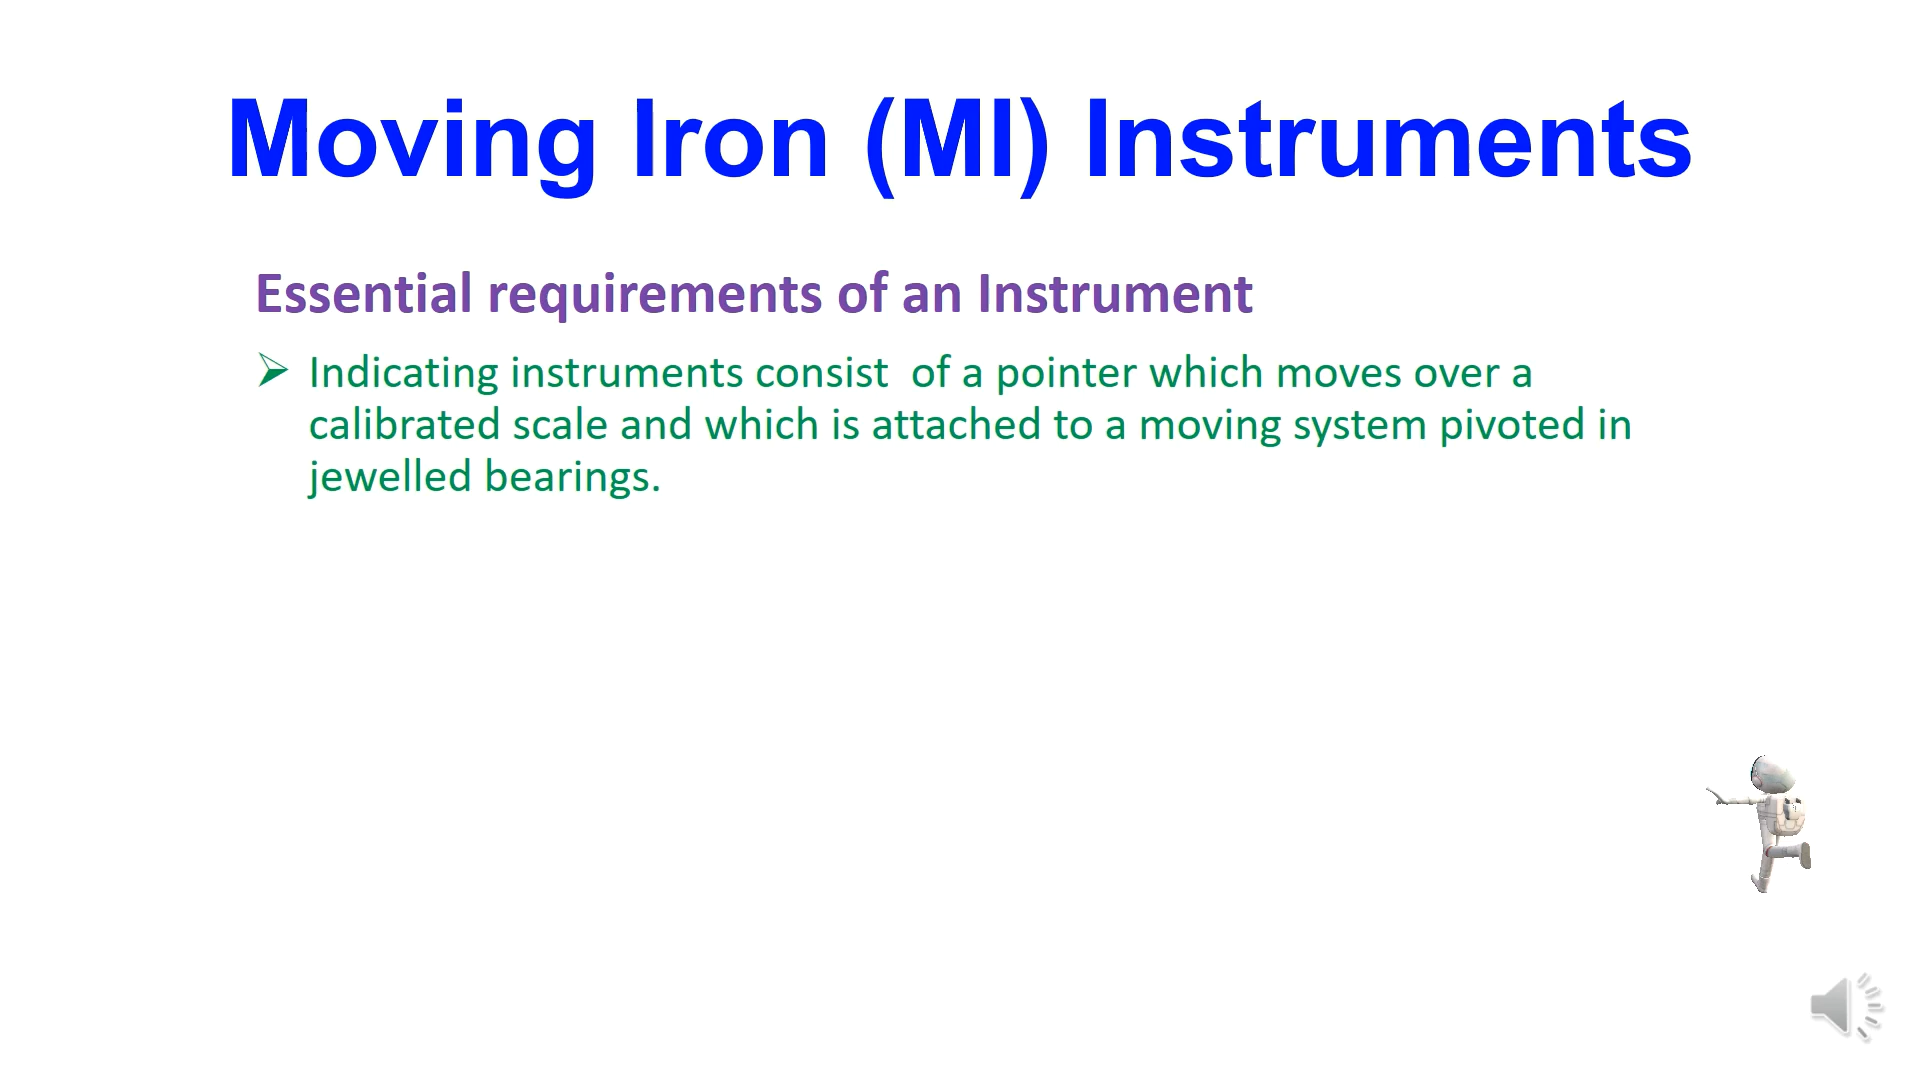 Moving Iron (MI) Instruments
Essential requirements of an Instrument
➢ Indicating instruments consist  of a pointer which moves over a
calibrated scale and which is attached to a moving system pivoted in
jewelled bearings.